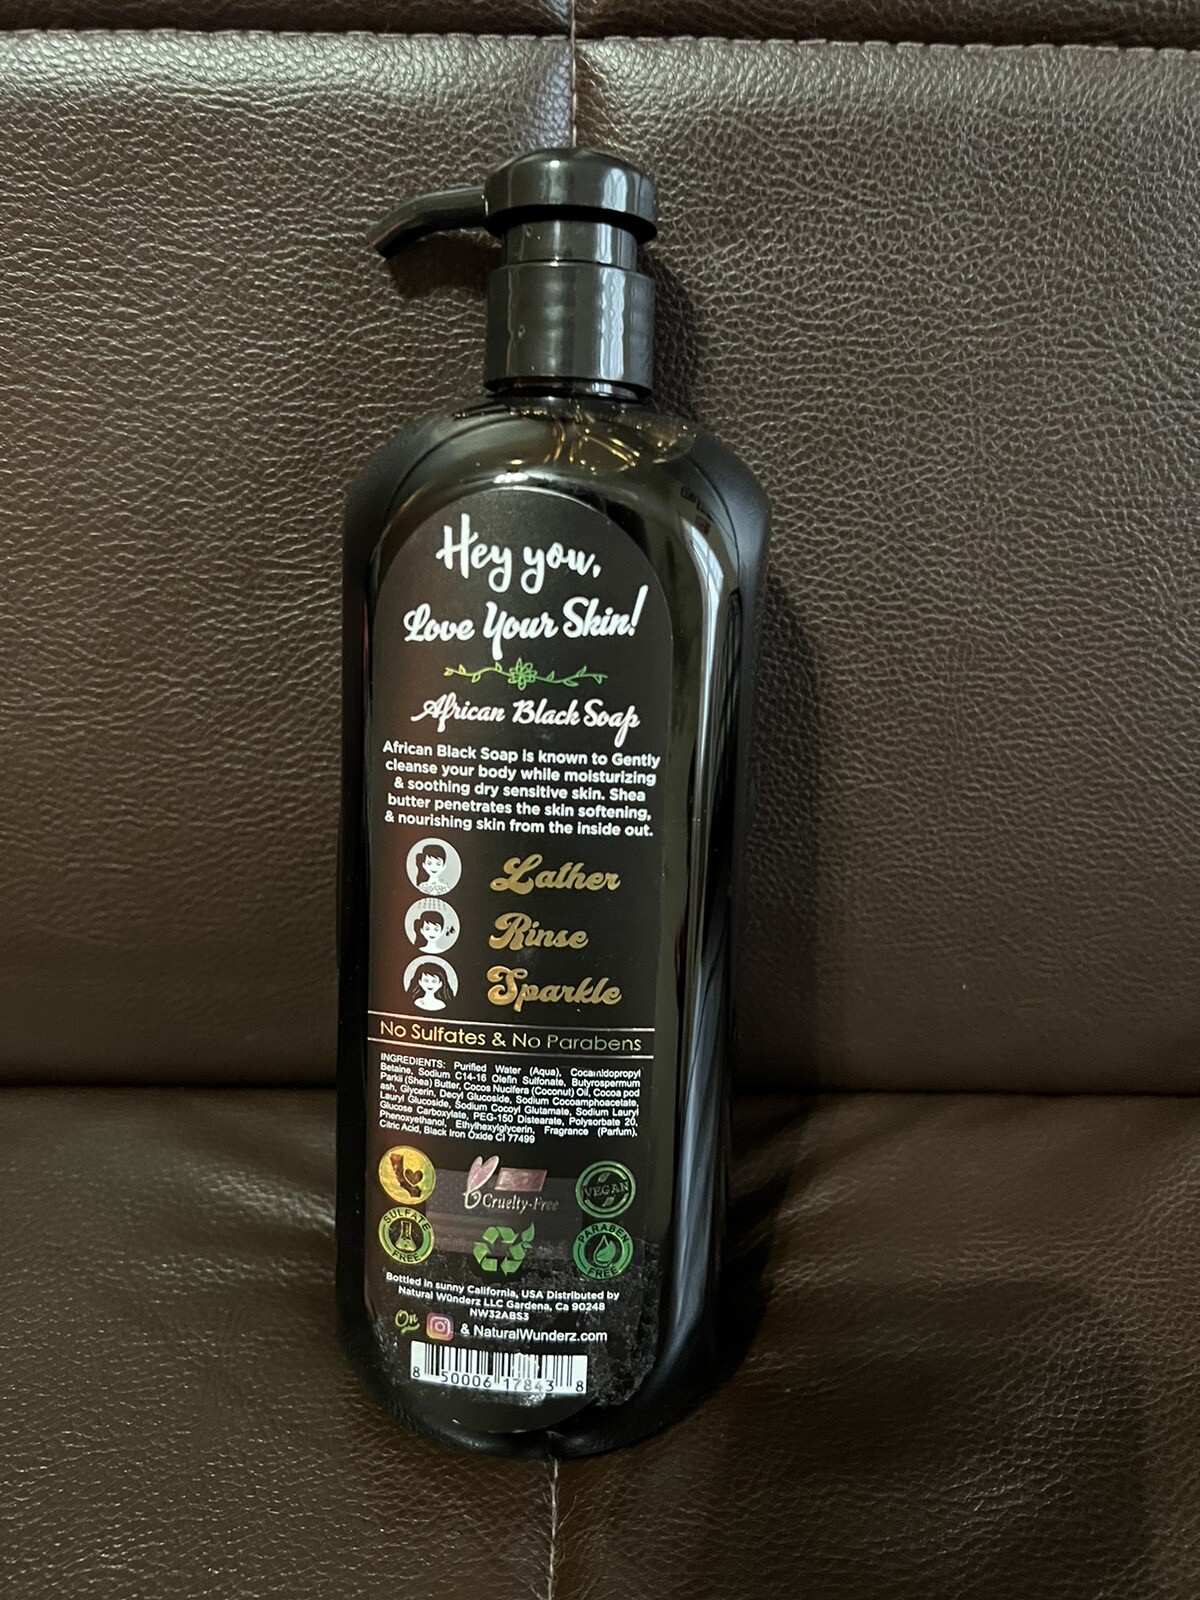 Hey you,
Love Your Skin!
African Black Soap
African Black Soap is known to Gently
cleanse your body while moisturizing
& soothing dry sensitive skin. Shea
butter penetrates the skin softening,
& nourishing skin from the inside out.
Lather
Rinse
Sparkle
No Sulfates & No Parabens
INGREDIENTS: Purified Water (Aqua), Cocamidopropyl
Betaine, Sodium C14-16 Olefin Sulfonate, Butyrospermum
Parkii (Shea) Butter, Cocos Nucifera (Coconut) Oil, Cocoa pod
ash, Glycerin, Decyl Glucoside, Sodium Cocoamphoacetate,
Lauryl Glucoside, Sodium Cocoyl Glutamate, Sodium Lauryl
Glucose Carboxylate, PEG-150 Distearate, Polysorbate 20,
Phenoxyethanol, Ethylhexylglycerin, Fragrance (Parfum),
Citric Acid, Black Iron Oxide CI 77499
Cruelty-Free
VEGAN
SULFATE
FREE
PARABEN
FREE
Bottled in sunny California, USA Distributed by
Natural Wünderz LLC Gardena, Ca 90248
NW32ABS3
On & NaturalWunderz.com
8 50006 17843 8